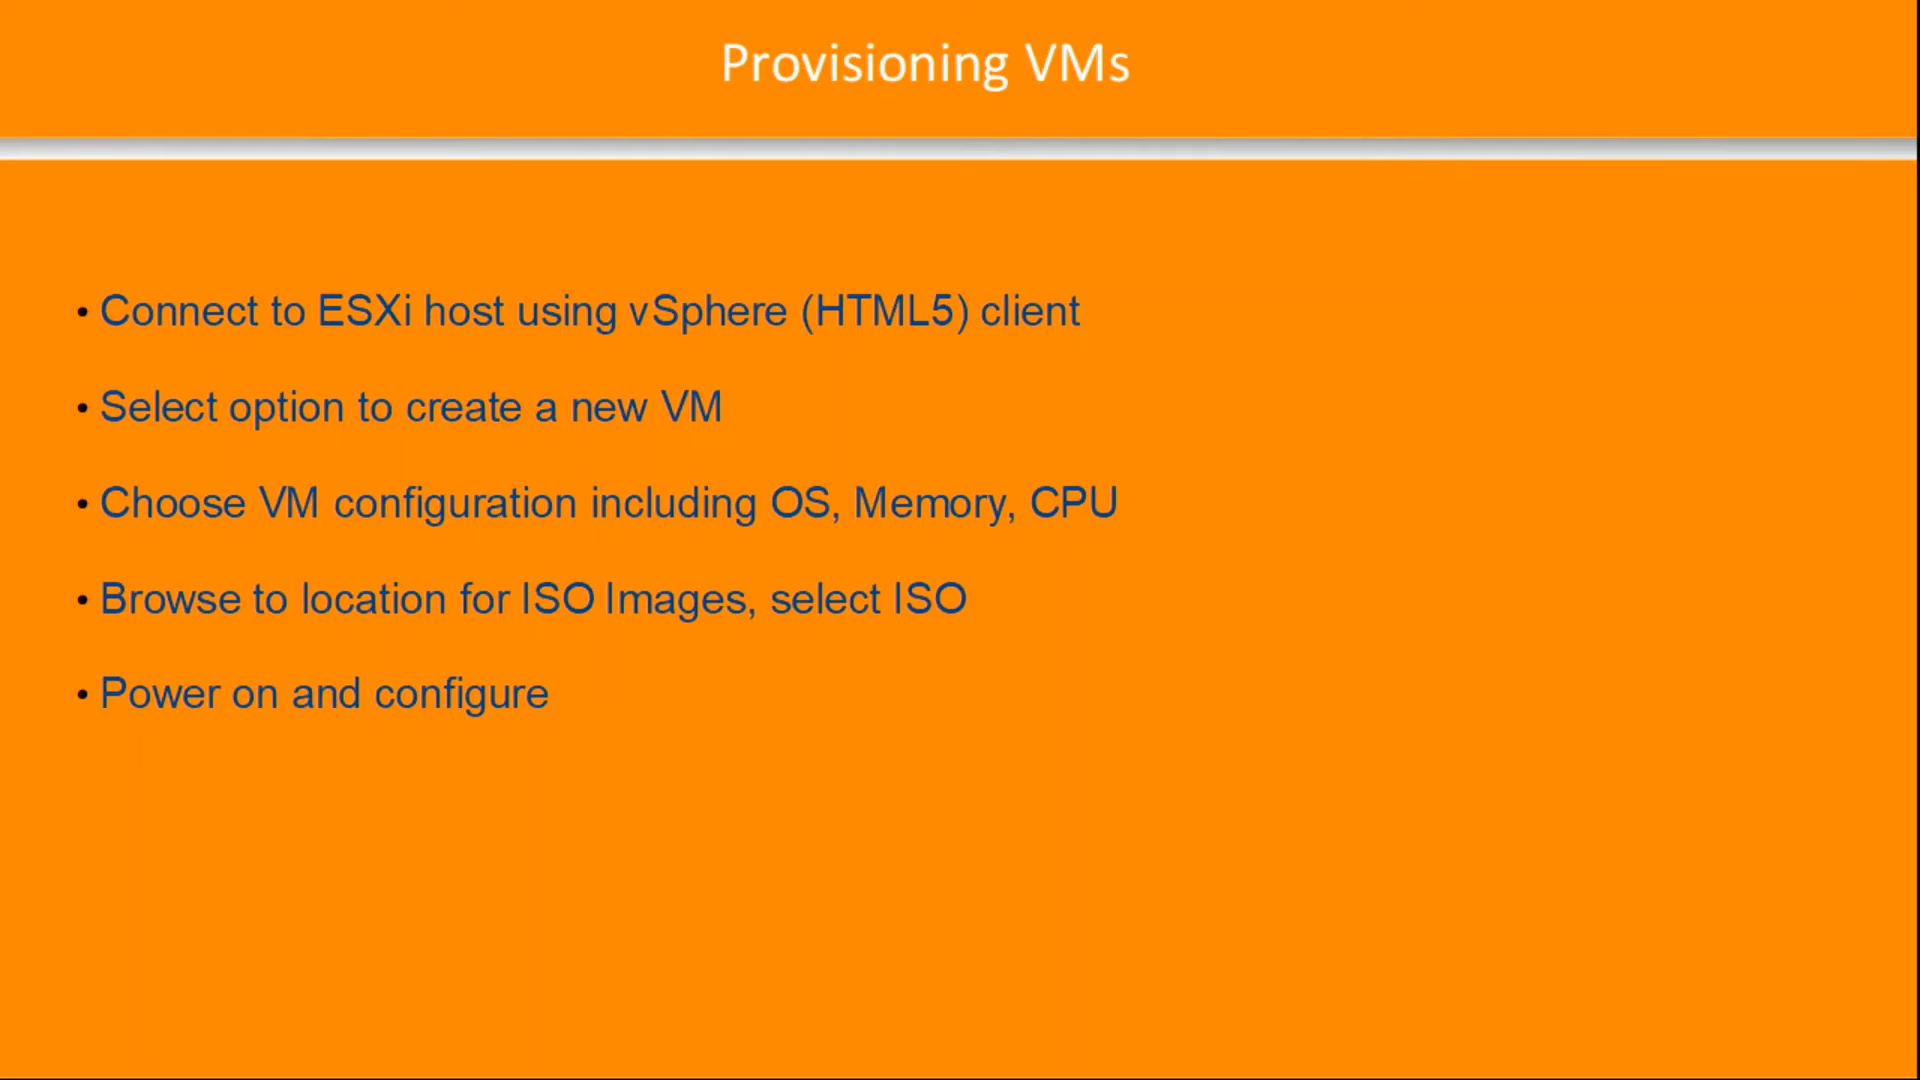 Provisioning VMs
• Connect to ESXi host using vSphere (HTML5) client
• Select option to create a new VM
• Choose VM configuration including OS, Memory, CPU
• Browse to location for ISO Images, select ISO
• Power on and configure